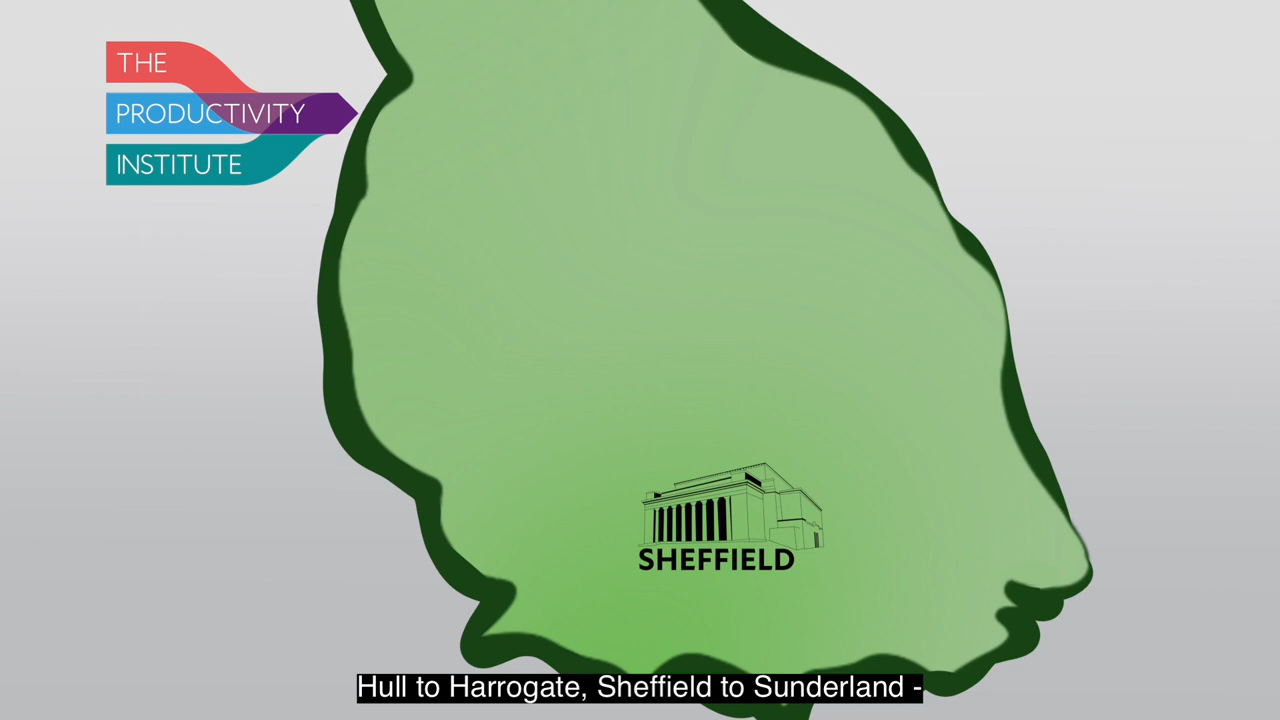 THE
PRODUCTIVITY
INSTITUTE
SHEFFIELD
Hull to Harrogate, Sheffield to Sunderland -